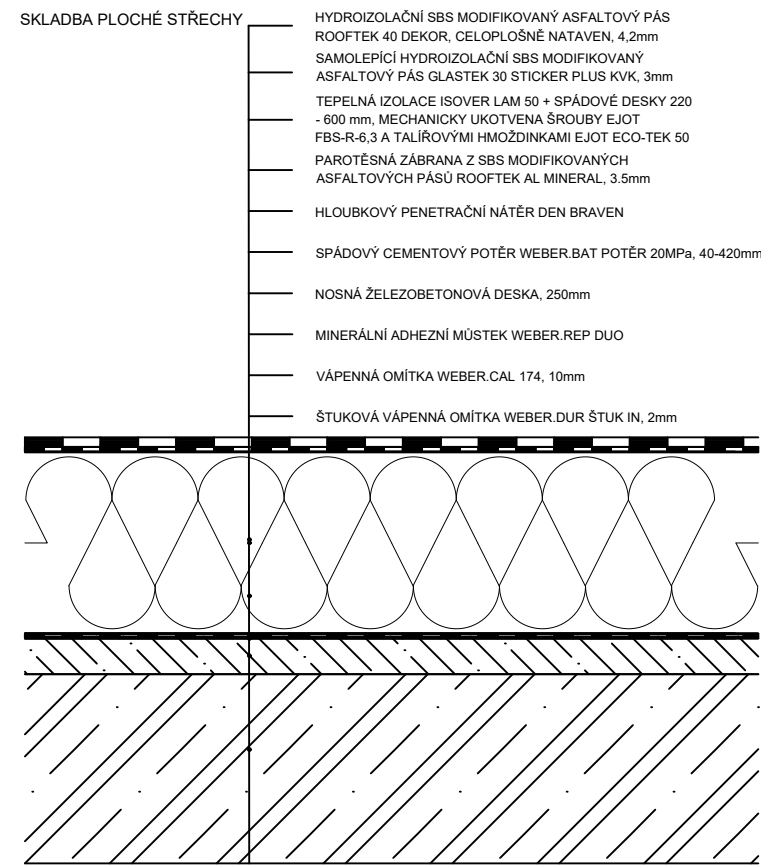 SKLADBA PLOCHÉ STŘECHY
HYDROIZOLAČNÍ SBS MODIFIKOVANÝ ASFALTOVÝ PÁS
ROOFTEK 40 DEKOR, CELOPLOŠNĚ NATAVEN, 4,2mm
SAMOLEPÍCÍ HYDROIZOLAČNÍ SBS MODIFIKOVANÝ
ASFALTOVÝ PÁS GLASTEK 30 STICKER PLUS KVK, 3mm
TEPELNÁ IZOLACE ISOVER LAM 50 + SPÁDOVÉ DESKY 220
- 600 mm, MECHANICKY UKOTVENA ŠROUBY EJOT
FBS-R-6,3 A TALÍŘOVÝMI HMOŽDINKAMI EJOT ECO-TEK 50
PAROTĚSNÁ ZÁBRANA Z SBS MODIFIKOVANÝCH
ASFALTOVÝCH PÁSŮ ROOFTEK AL MINERAL, 3.5mm
HLOUBKOVÝ PENETRAČNÍ NÁTĚR DEN BRAVEN
SPÁDOVÝ CEMENTOVÝ POTĚR WEBER.BAT POTĚR 20MPa, 40-420mm
NOSNÁ ŽELEZOBETONOVÁ DESKA, 250mm
MINERÁLNÍ ADHEZNÍ MŮSTEK WEBER.REP DUO
VÁPENNÁ OMÍTKA WEBER.CAL 174, 10mm
ŠTUKOVÁ VÁPENNÁ OMÍTKA WEBER.DUR ŠTUK IN, 2mm